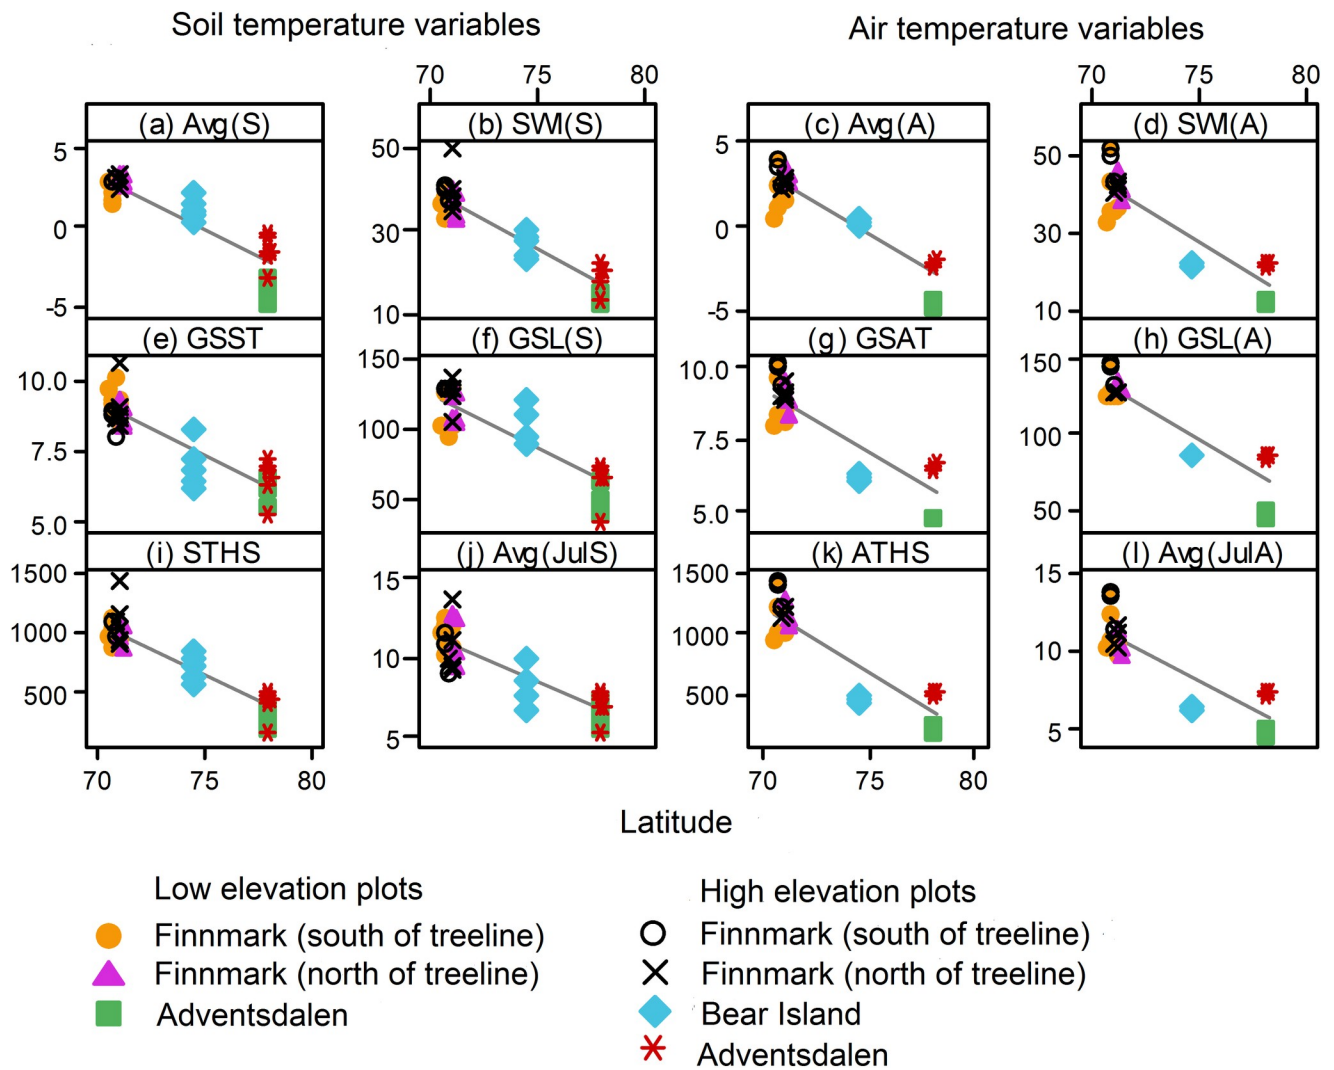 Soil temperature variables
Air temperature variables
70 75 80
70 75 80
(a) Avg(S)
(b) SWI(S)
(c) Avg(A)
(d) SWI(A)
5
0
-5
50
30
10
5
0
-5
50
30
10
(e) GSST
(f) GSL(S)
(g) GSAT
(h) GSL(A)
10.0
7.5
5.0
150
100
50
10.0
7.5
5.0
150
100
50
(i) STHS
(j) Avg(JulS)
(k) ATHS
(l) Avg(JulA)
1500
1000
500
15
10
5
1500
1000
500
15
10
5
70 75 80
70 75 80
Latitude
Low elevation plots
Finnmark (south of treeline)
Finnmark (north of treeline)
Adventsdalen
High elevation plots
Finnmark (south of treeline)
Finnmark (north of treeline)
Bear Island
Adventsdalen